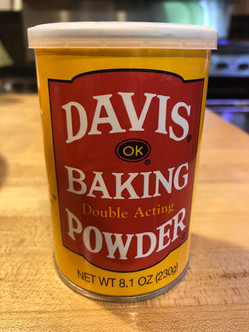 DAVIS
OK
BAKING
Double Acting
POWDER
NET WT 8.1 OZ (230g)